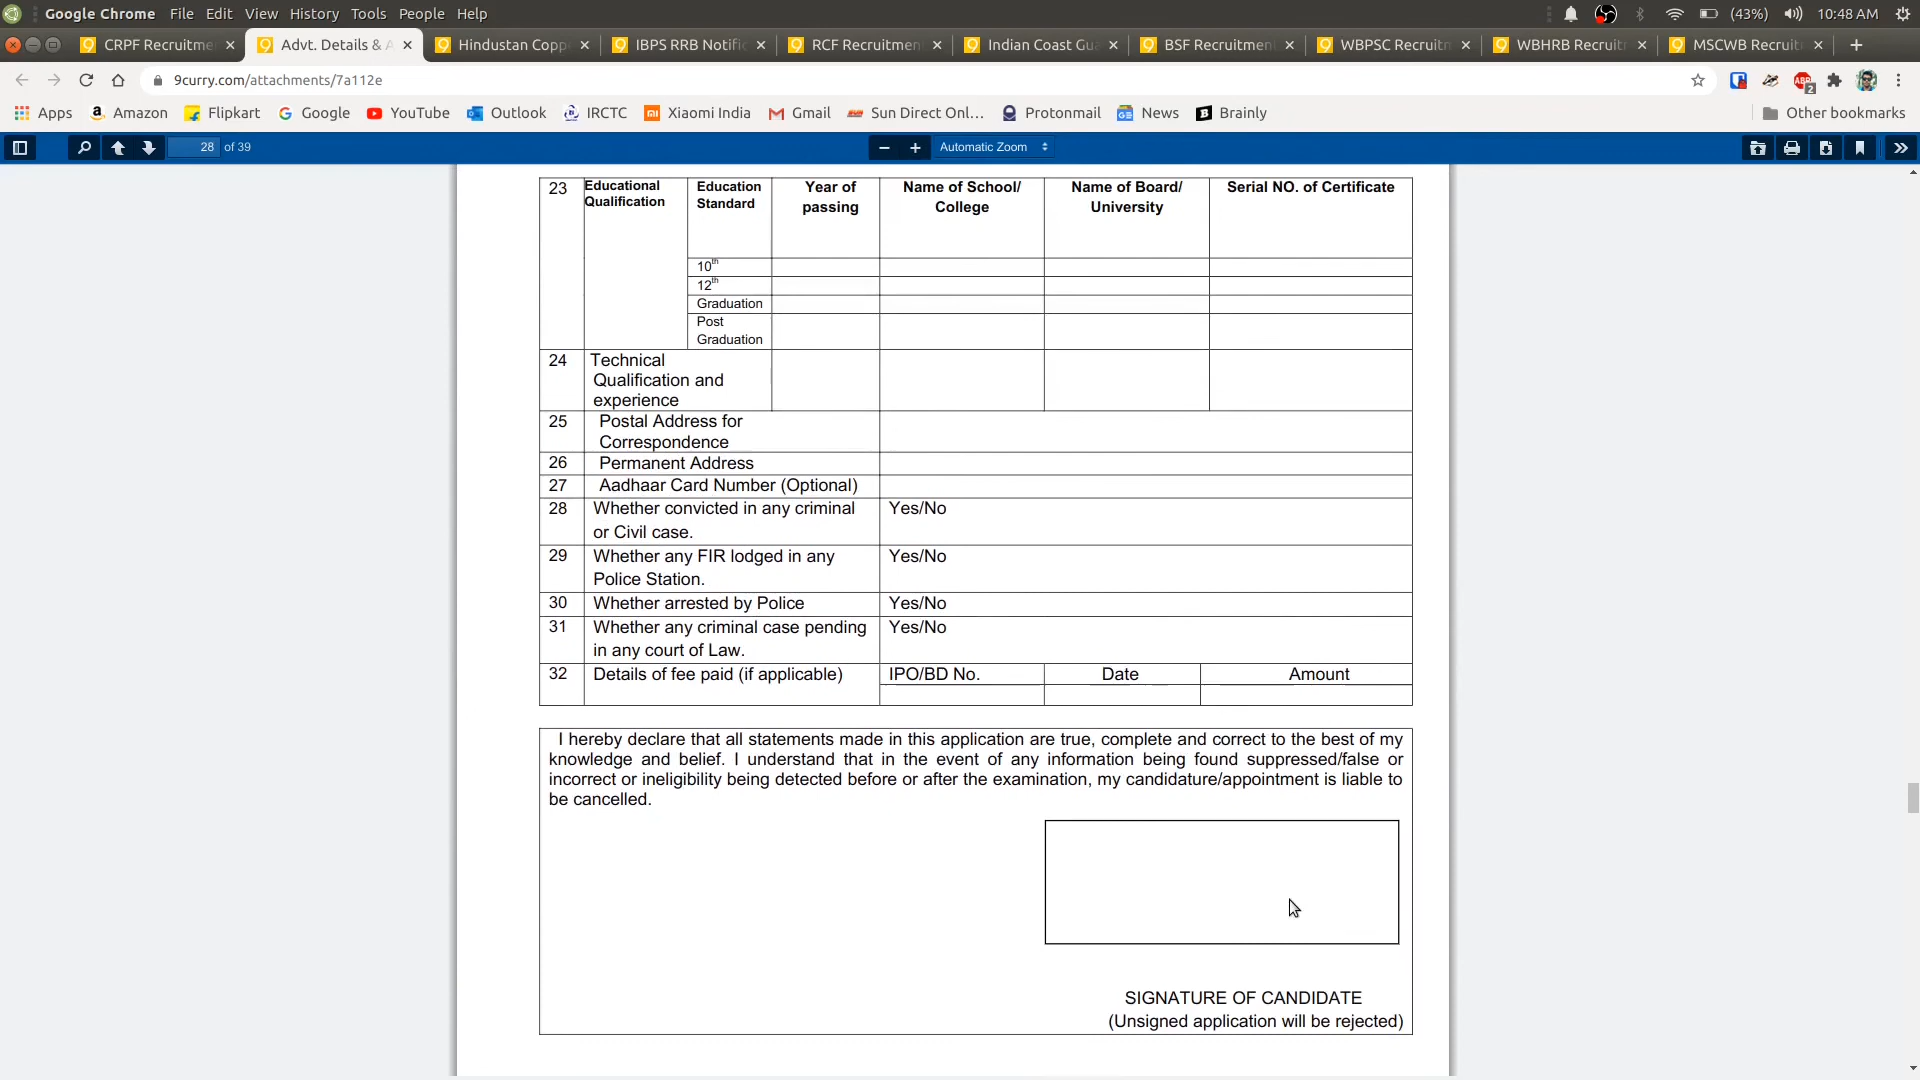 Google Chrome File Edit View History Tools People Help (43%) 10:48 AM
CRPF Recruitme Advt. Details & A Hindustan Copp IBPS RRB Notifi RCF Recruitmen Indian Coast Gua BSF Recruitmen WBPSC Recruitm WBHRB Recruit MSCWB Recruit
9curry.com/attachments/7a112e
Apps Amazon Flipkart Google YouTube Outlook IRCTC Xiaomi India Gmail Sun Direct Onl... Protonmail News Brainly Other bookmarks
28 of 39 Automatic Zoom
23 Educational Qualification Education Standard Year of passing Name of School/ College Name of Board/ University Serial NO. of Certificate
10th
12th
Graduation
Post
Graduation
24 Technical
Qualification and
experience
25 Postal Address for
Correspondence
26 Permanent Address
27 Aadhaar Card Number (Optional)
28 Whether convicted in any criminal Yes/No
or Civil case.
29 Whether any FIR lodged in any Yes/No
Police Station.
30 Whether arrested by Police Yes/No
31 Whether any criminal case pending Yes/No
in any court of Law.
32 Details of fee paid (if applicable) IPO/BD No. Date Amount
I hereby declare that all statements made in this application are true, complete and correct to the best of my
knowledge and belief. I understand that in the event of any information being found suppressed/false or
incorrect or ineligibility being detected before or after the examination, my candidature/appointment is liable to
be cancelled.
SIGNATURE OF CANDIDATE
(Unsigned application will be rejected)